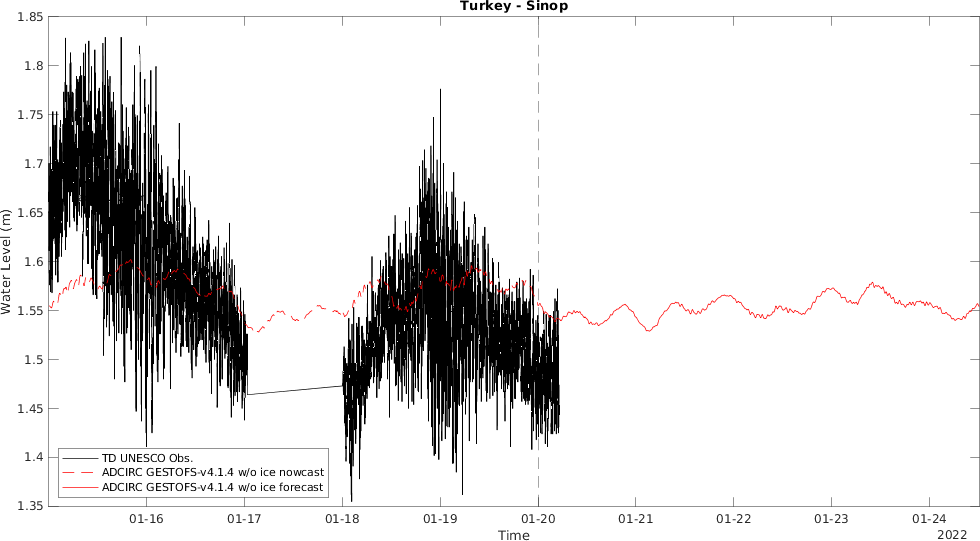 Turkey - Sinop
1.85
1.8
1.75
1.7
1.65
1.6
1.55
1.5
1.45
1.4
1.35
Water Level (m)
TD UNESCO Obs.
ADCIRC GESTOFS-v4.1.4 w/o ice nowcast
ADCIRC GESTOFS-v4.1.4 w/o ice forecast
01-16 01-17 01-18 01-19 01-20 01-21 01-22 01-23 01-24
Time
2022